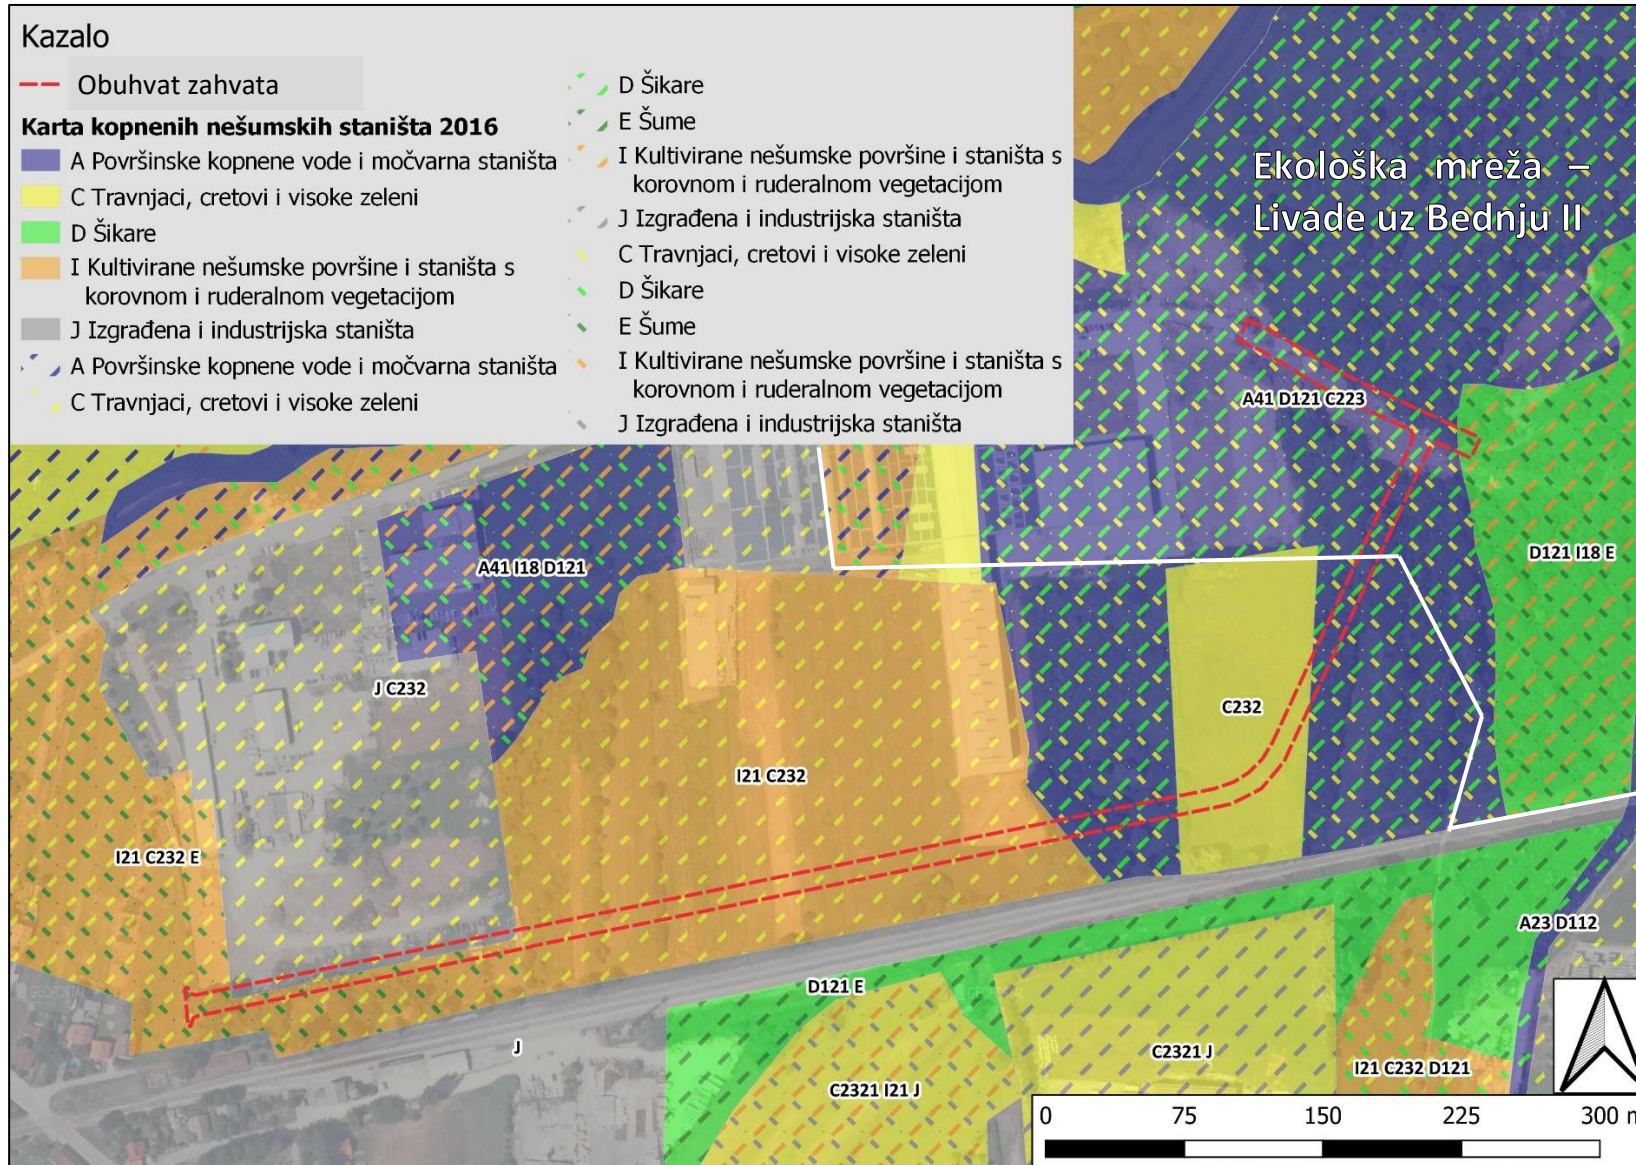 Kazalo
Obuhvat zahvata
Karta kopnenih nešumskih staništa 2016
A Površinske kopnene vode i močvarna staništa
C Travnjaci, cretovi i visoke zeleni
D Šikare
I Kultivirane nešumske površine i staništa s
korovnom i ruderalnom vegetacijom
J Izgrađena i industrijska staništa
A Površinske kopnene vode i močvarna staništa
C Travnjaci, cretovi i visoke zeleni
D Šikare
E Šume
I Kultivirane nešumske površine i staništa s
korovnom i ruderalnom vegetacijom
J Izgrađena i industrijska staništa
C Travnjaci, cretovi i visoke zeleni
D Šikare
E Šume
I Kultivirane nešumske površine i staništa s
korovnom i ruderalnom vegetacijom
J Izgrađena i industrijska staništa
Ekološka mreža –
Livade uz Bednju II
A41 D121 C223
D121 I18 E
A41 I18 D121
J C232
C232
I21 C232
I21 C232 E
A23 D112
D121 E
GEOPORTAL
J
C2321 J
I21 C232 D121
C2321 I21 J
0 75 150 225 300